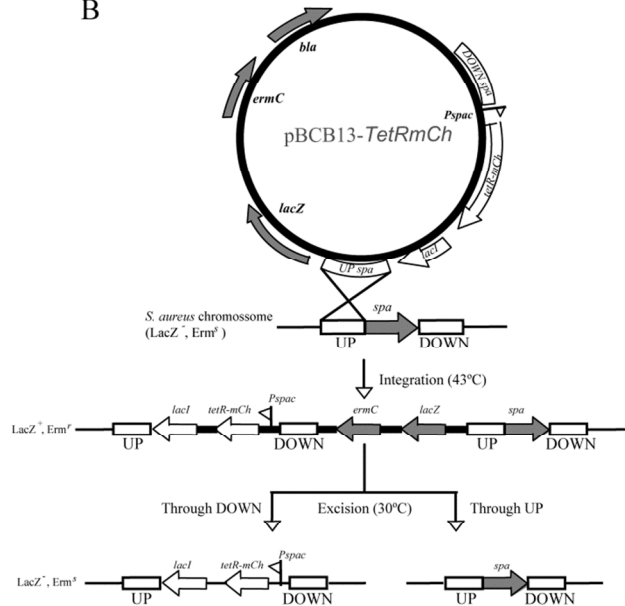 B
bla
DOWN spa
ermC
Pspac
pBCB13-TetRmCh
tetR-mCh
lacZ
lacI
UP spa
S. aureus chromossome
(LacZ⁻, Ermˢ )
spa
UP
DOWN
Integration (43ºC)
lacI
tetR-mCh
Pspac
ermC
lacZ
spa
LacZ⁺, Ermʳ
UP
DOWN
UP
DOWN
Through DOWN
Excision (30ºC)
Through UP
lacI
tetR-mCh
Pspac
spa
LacZ⁻, Ermˢ
UP
DOWN
UP
DOWN